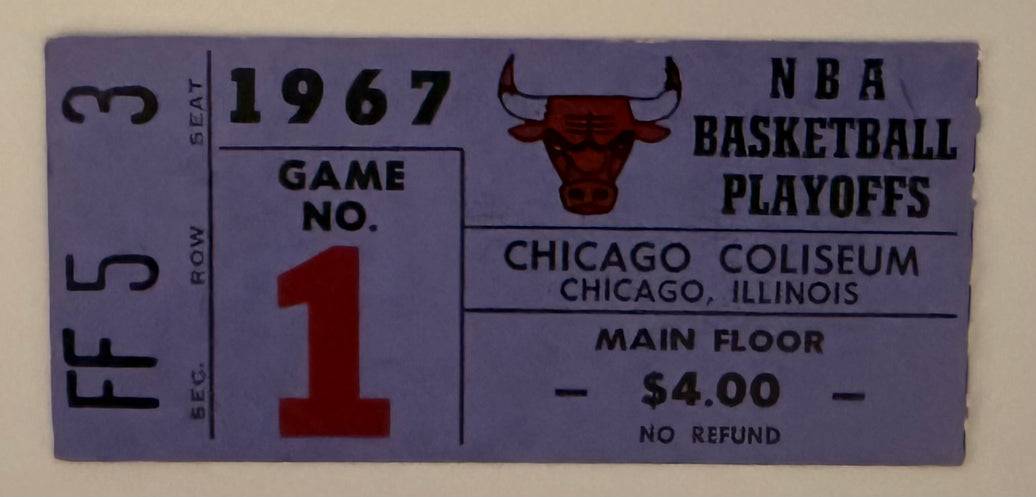 SEC. ROW SEAT
FF 5 3
1967
GAME
NO.
1
NBA
BASKETBALL
PLAYOFFS
CHICAGO COLISEUM
CHICAGO, ILLINOIS
MAIN FLOOR
– $4.00 –
NO REFUND